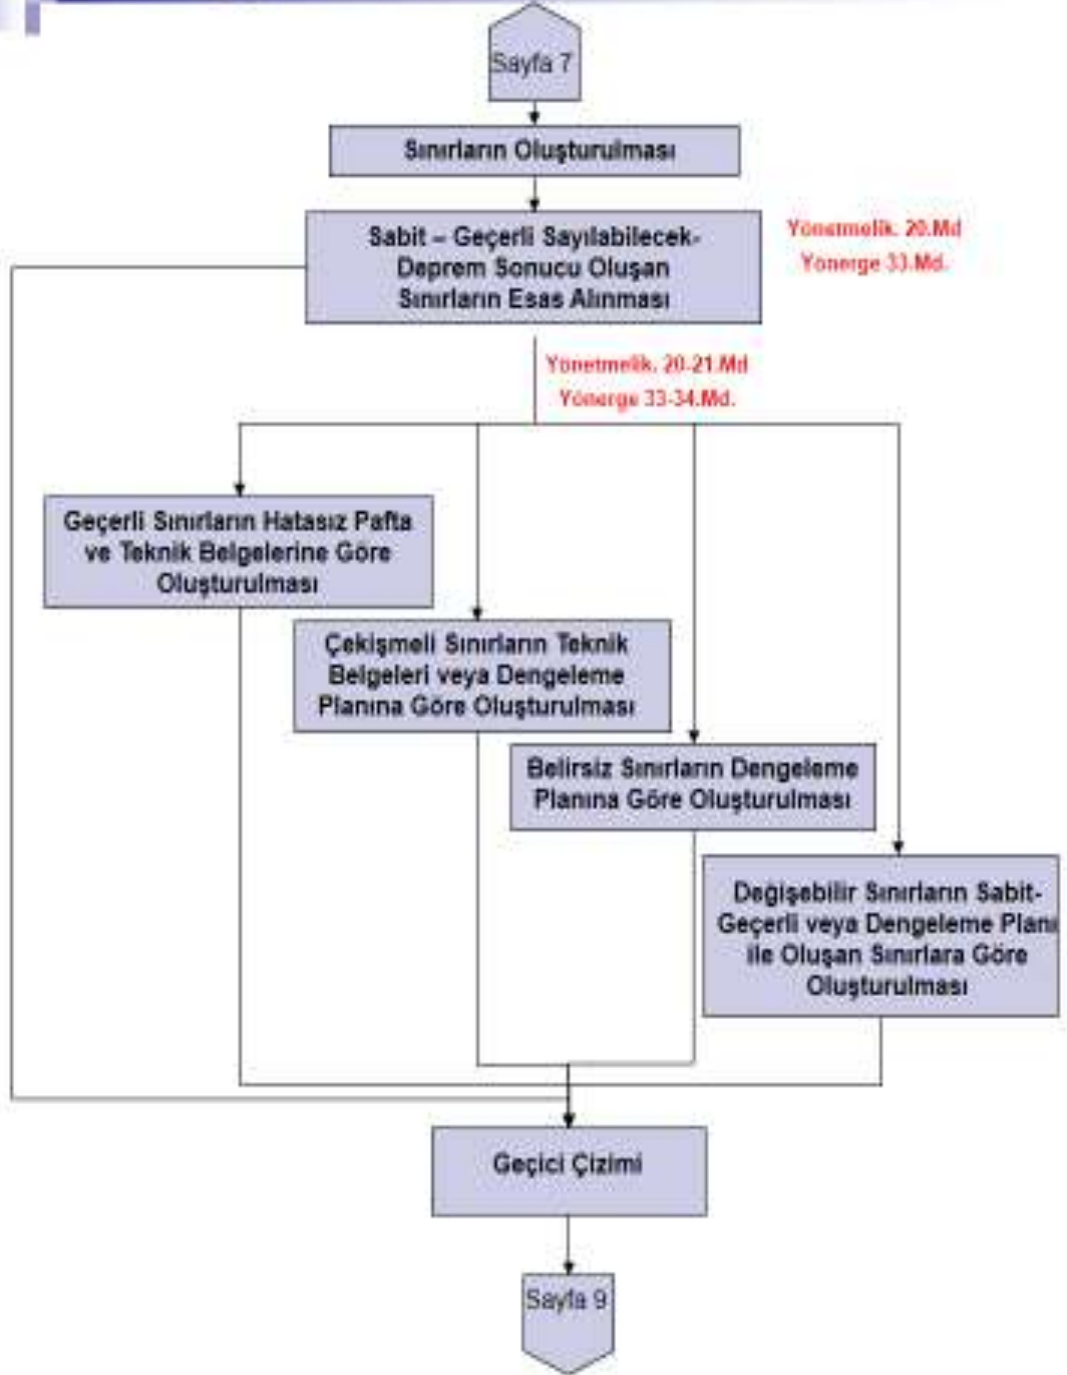 Sayfa 7
Sınırların Oluşturulması
Sabit – Geçerli Sayılabilecek-
Deprem Sonucu Oluşan
Sınırların Esas Alınması
Yönetmelik. 20.Md
Yönerge 33.Md.
Yönetmelik. 20-21.Md
Yönerge 33-34.Md.
Geçerli Sınırların Hatasız Pafta
ve Teknik Belgelerine Göre
Oluşturulması
Çekişmeli Sınırların Teknik
Belgeleri veya Dengeleme
Planına Göre Oluşturulması
Belirsiz Sınırların Dengeleme
Planına Göre Oluşturulması
Değişebilir Sınırların Sabit-
Geçerli veya Dengeleme Planı
ile Oluşan Sınırlara Göre
Oluşturulması
Geçici Çizimi
Sayfa 9